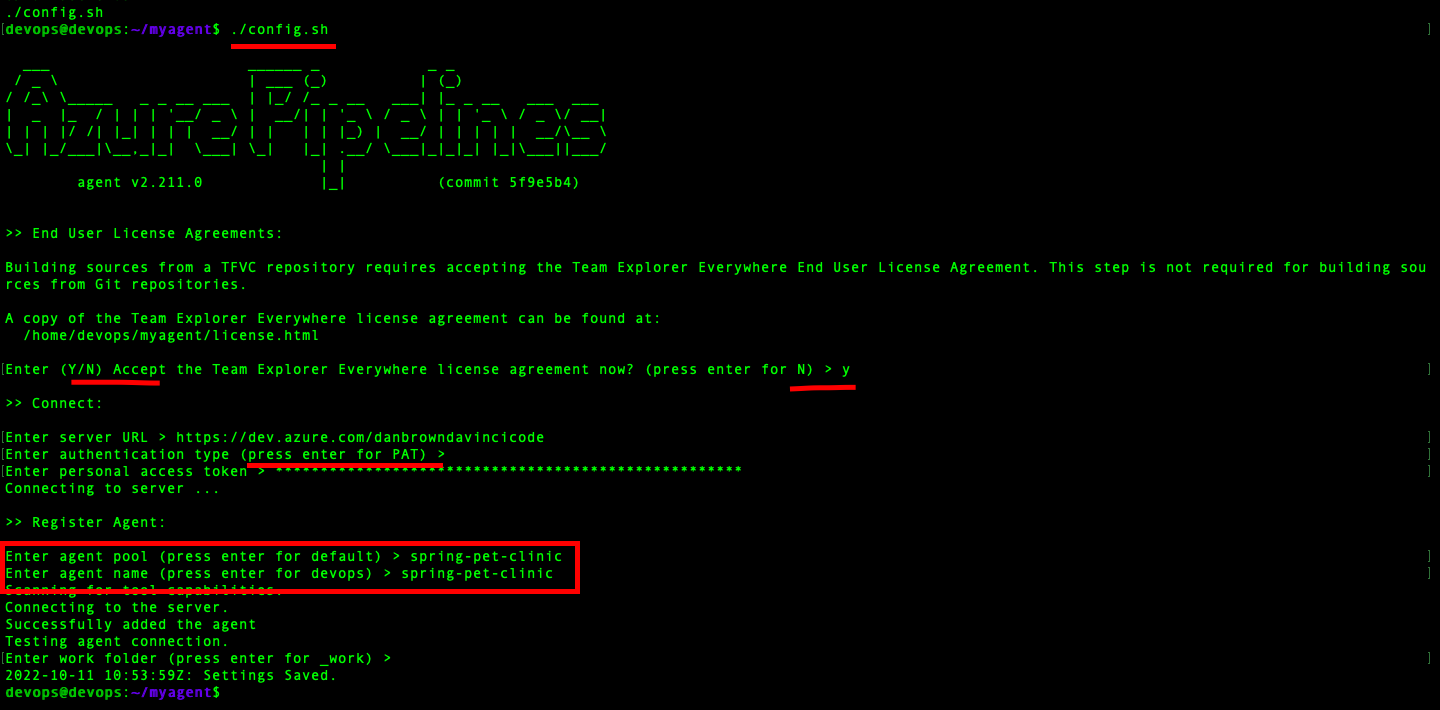 ./config.sh
devops@devops:~/myagent$ ./config.sh
AzurePipelines
agent v2.211.0 (commit 5f9e5b4)
>> End User License Agreements:
Building sources from a TFVC repository requires accepting the Team Explorer Everywhere End User License Agreement. This step is not required for building sou
rces from Git repositories.
A copy of the Team Explorer Everywhere license agreement can be found at:
/home/devops/myagent/license.html
Enter (Y/N) Accept the Team Explorer Everywhere license agreement now? (press enter for N) > y
>> Connect:
Enter server URL > https://dev.azure.com/danbrowndavincicode
Enter authentication type (press enter for PAT) >
Enter personal access token > ****************************************************
Connecting to server ...
>> Register Agent:
Enter agent pool (press enter for default) > spring-pet-clinic
Enter agent name (press enter for devops) > spring-pet-clinic
Scanning for tool capabilities.
Connecting to the server.
Successfully added the agent
Testing agent connection.
Enter work folder (press enter for _work) >
2022-10-11 10:53:59Z: Settings Saved.
devops@devops:~/myagent$